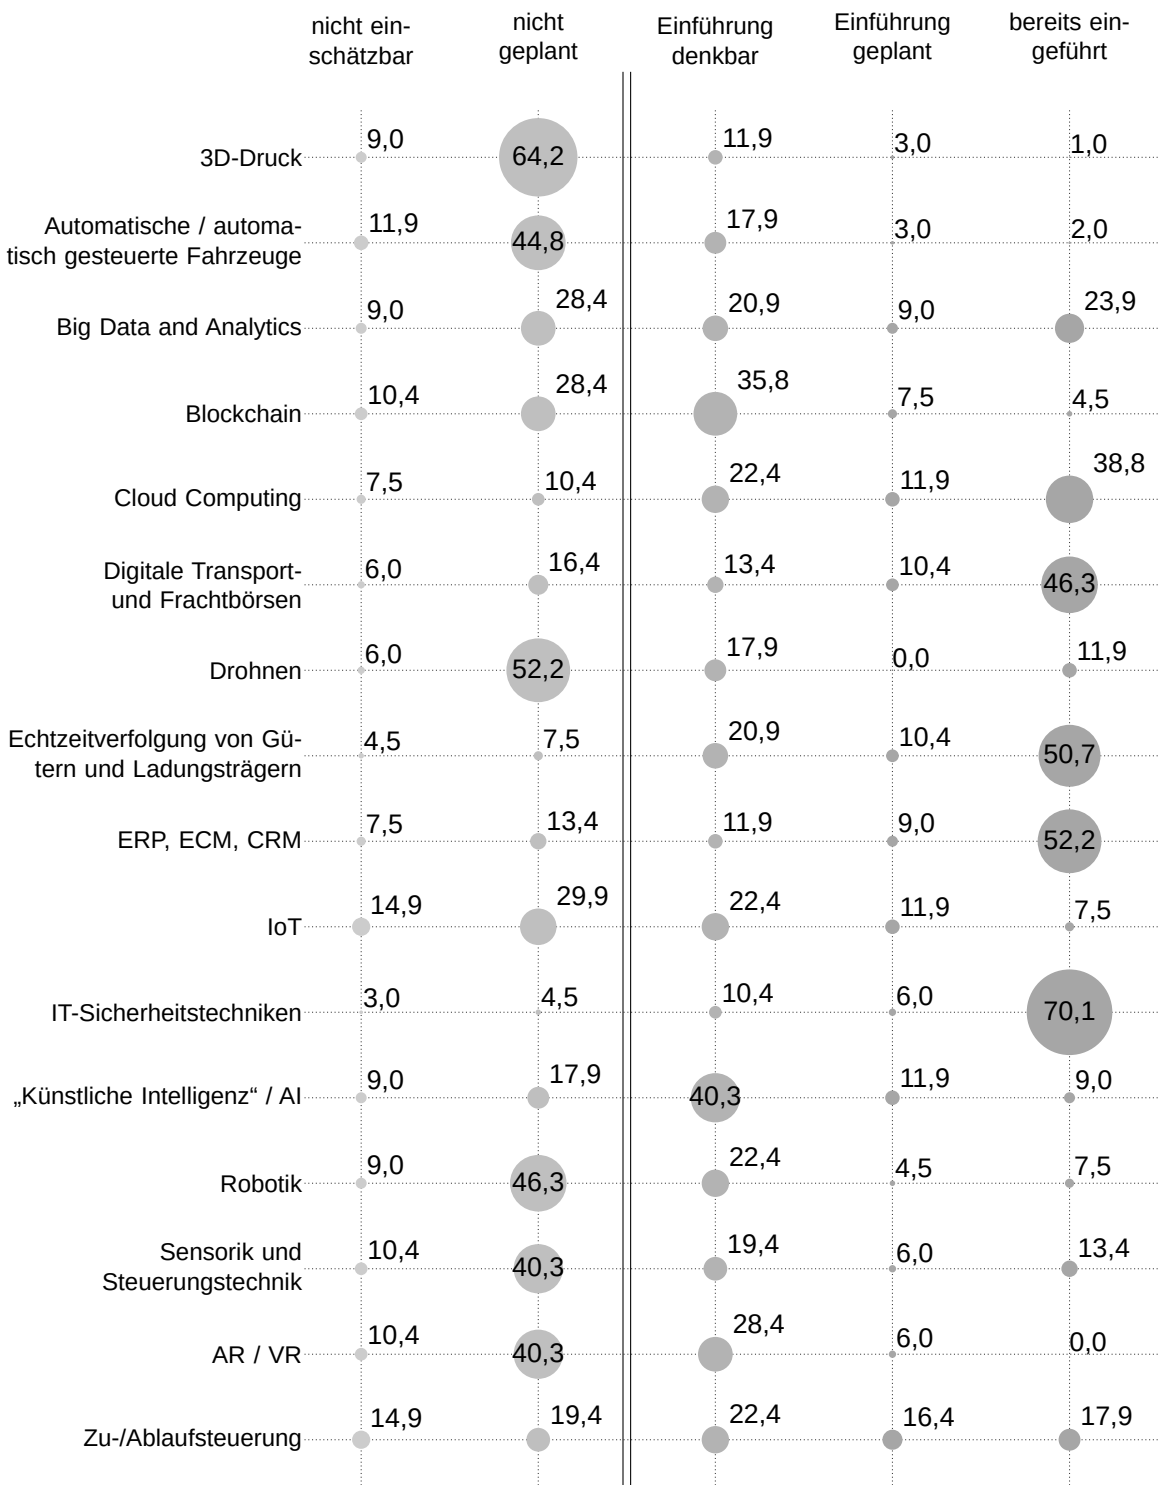 nicht ein-
schätzbar
nicht
geplant
Einführung
denkbar
Einführung
geplant
bereits ein-
geführt
3D-Druck 9,0 64,2 11,9 3,0 1,0
Automatische / automa-
tisch gesteuerte Fahrzeuge 11,9 44,8 17,9 3,0 2,0
Big Data and Analytics 9,0 28,4 20,9 9,0 23,9
Blockchain 10,4 28,4 35,8 7,5 4,5
Cloud Computing 7,5 10,4 22,4 11,9 38,8
Digitale Transport-
und Frachtbörsen 6,0 16,4 13,4 10,4 46,3
Drohnen 6,0 52,2 17,9 0,0 11,9
Echtzeitverfolgung von Gü-
tern und Ladungsträgern 4,5 7,5 20,9 10,4 50,7
ERP, ECM, CRM 7,5 13,4 11,9 9,0 52,2
IoT 14,9 29,9 22,4 11,9 7,5
IT-Sicherheitstechniken 3,0 4,5 10,4 6,0 70,1
„Künstliche Intelligenz“ / AI 9,0 17,9 40,3 11,9 9,0
Robotik 9,0 46,3 22,4 4,5 7,5
Sensorik und
Steuerungstechnik 10,4 40,3 19,4 6,0 13,4
AR / VR 10,4 40,3 28,4 6,0 0,0
Zu-/Ablaufsteuerung 14,9 19,4 22,4 16,4 17,9